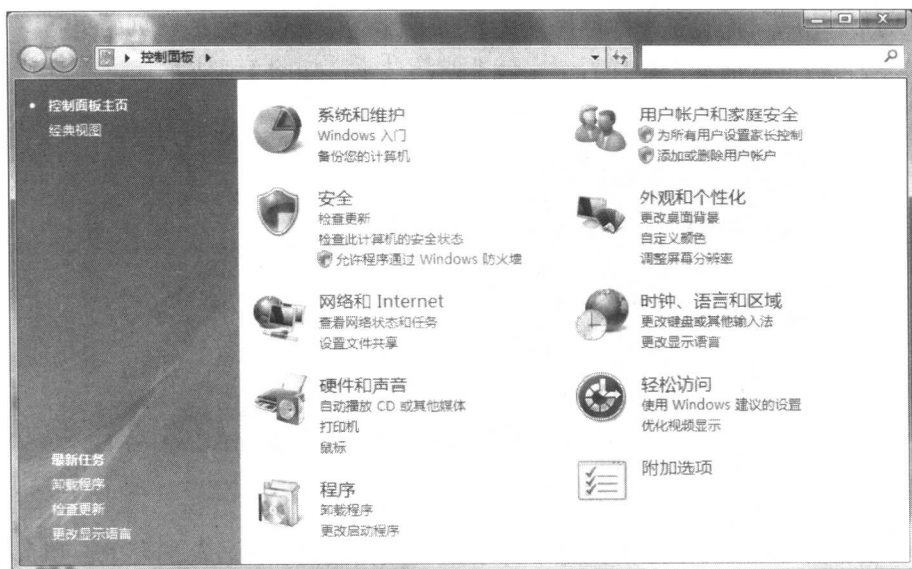 控制面板
控制面板主页
经典视图
最新任务
卸载程序
检查更新
更改显示语言
系统和维护
Windows 入门
备份您的计算机
安全
检查更新
检查此计算机的安全状态
允许程序通过 Windows 防火墙
网络和 Internet
查看网络状态和任务
设置文件共享
硬件和声音
自动播放 CD 或其他媒体
打印机
鼠标
程序
卸载程序
更改启动程序
用户帐户和家庭安全
为所有用户设置家长控制
添加或删除用户帐户
外观和个性化
更改桌面背景
自定义颜色
调整屏幕分辨率
时钟、语言和区域
更改键盘或其他输入法
更改显示语言
轻松访问
使用 Windows 建议的设置
优化视频显示
附加选项